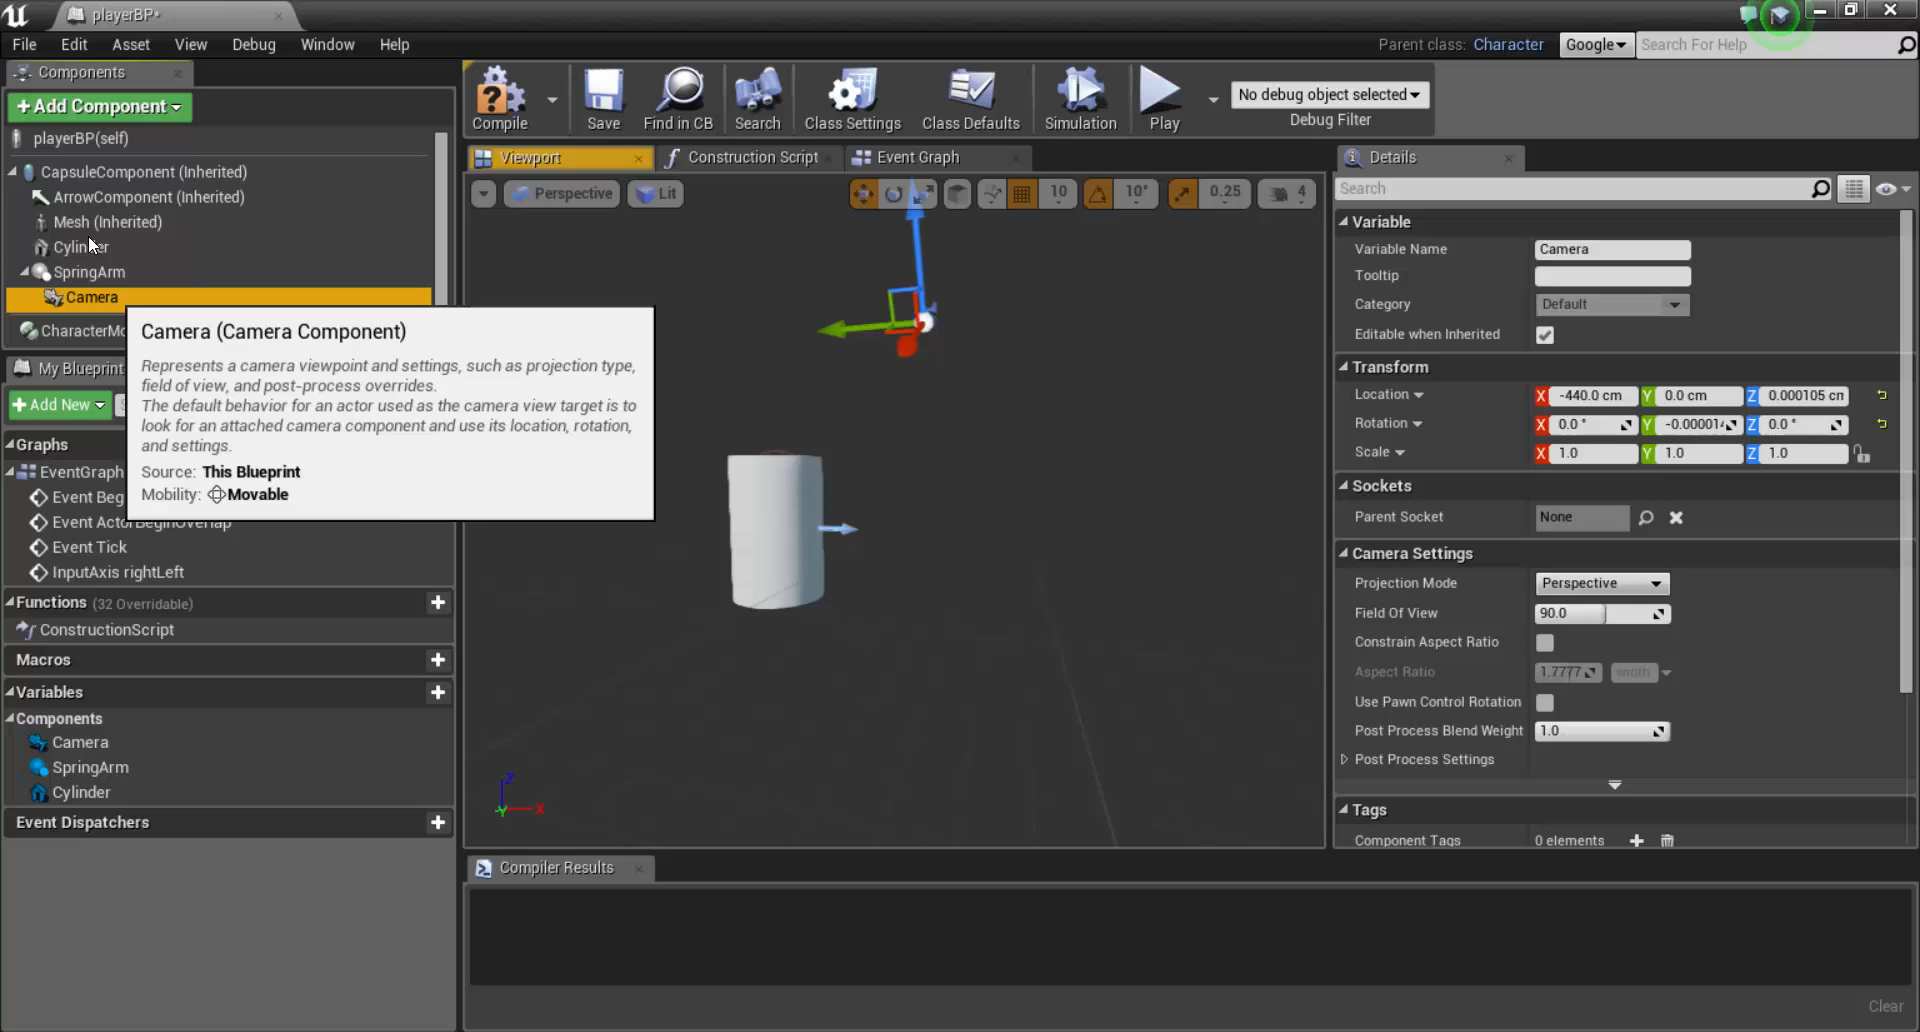 playerBP*
File Edit Asset View Debug Window Help
Parent class: Character Google Search For Help
Components
+Add Component
playerBP(self)
CapsuleComponent (Inherited)
ArrowComponent (Inherited)
Mesh (Inherited)
Cylinder
SpringArm
Camera
CharacterMo
Camera (Camera Component)
Represents a camera viewpoint and settings, such as projection type,
field of view, and post-process overrides.
The default behavior for an actor used as the camera view target is to
look for an attached camera component and use its location, rotation,
and settings.
Source: This Blueprint
Mobility: Movable
My Blueprint
+Add New
Graphs
EventGraph
Event Beg
Event ActorBeginOverlap
Event Tick
InputAxis rightLeft
Functions (32 Overridable)
ConstructionScript
Macros
Variables
Components
Camera
SpringArm
Cylinder
Event Dispatchers
Compile Save Find in CB Search Class Settings Class Defaults Simulation Play
No debug object selected
Debug Filter
Viewport Construction Script Event Graph
Perspective Lit 10 10° 0.25 4
Z
X
Y
Compiler Results
Clear
Details
Search
Variable
Variable Name Camera
Tooltip
Category Default
Editable when Inherited
Transform
Location X -440.0 cm Y 0.0 cm Z 0.000105 cm
Rotation X 0.0 ° Y -0.000014 Z 0.0 °
Scale X 1.0 Y 1.0 Z 1.0
Sockets
Parent Socket None
Camera Settings
Projection Mode Perspective
Field Of View 90.0
Constrain Aspect Ratio
Aspect Ratio 1.7777
Use Pawn Control Rotation
Post Process Blend Weight 1.0
Post Process Settings
Tags
Component Tags 0 elements